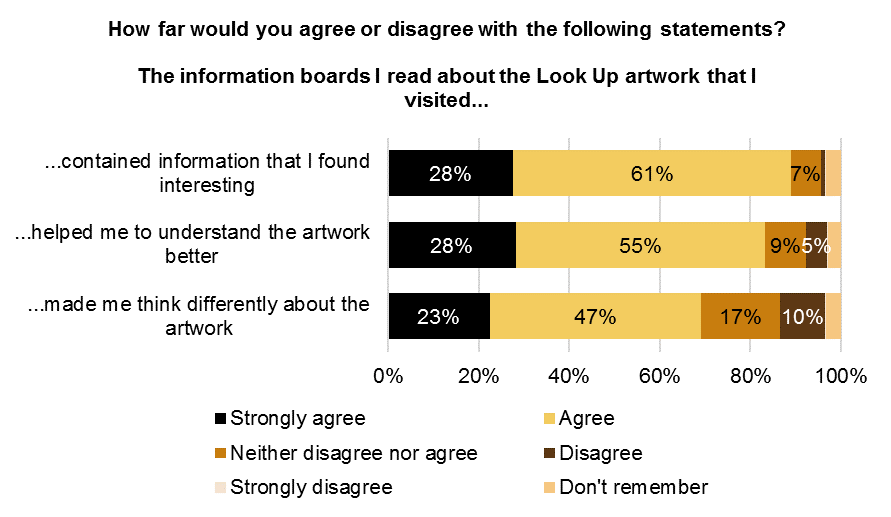 How far would you agree or disagree with the following statements?
The information boards I read about the Look Up artwork that I
visited...
...contained information that I found
interesting
28% 61% 7%
...helped me to understand the artwork
better
28% 55% 9% 5%
...made me think differently about the
artwork
23% 47% 17% 10%
0% 20% 40% 60% 80% 100%
Strongly agree Agree
Neither disagree nor agree Disagree
Strongly disagree Don't remember